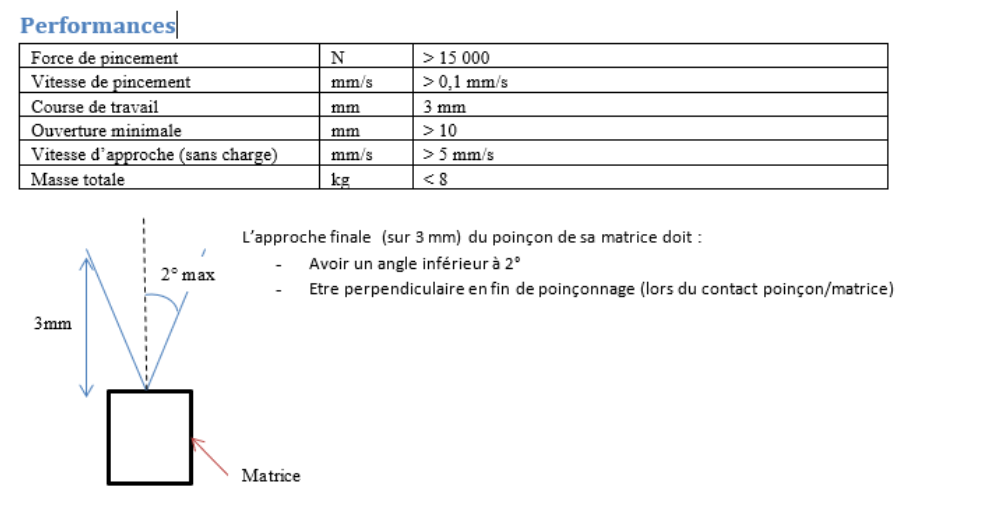 Performances
Force de pincement N > 15 000
Vitesse de pincement mm/s > 0,1 mm/s
Course de travail mm 3 mm
Ouverture minimale mm > 10
Vitesse d'approche (sans charge) mm/s > 5 mm/s
Masse totale kg < 8
L'approche finale (sur 3 mm) du poinçon de sa matrice doit :
- Avoir un angle inférieur à 2°
- Etre perpendiculaire en fin de poinçonnage (lors du contact poinçon/matrice)
2° max
3mm
Matrice